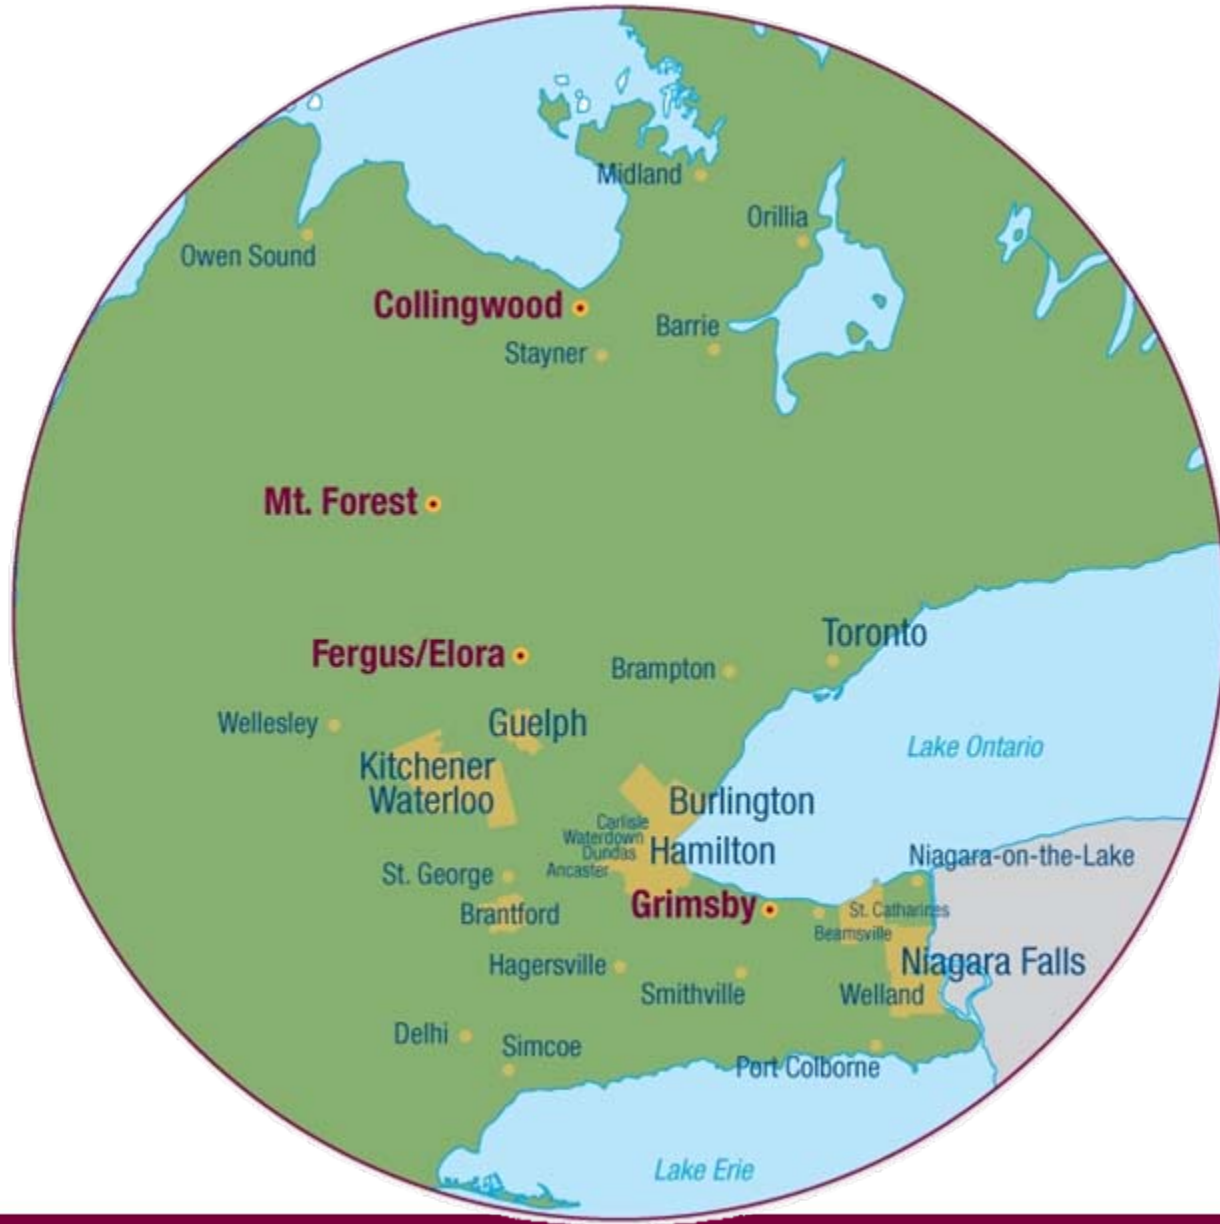 Midland
Orillia
Owen Sound
Collingwood
Barrie
Stayner
Mt. Forest
Toronto
Fergus/Elora
Brampton
Wellesley
Guelph
Lake Ontario
Kitchener
Waterloo
Burlington
Carlisle
Waterdown
Dundas
Hamilton
Niagara-on-the-Lake
Ancaster
St. George
Grimsby
St. Catharines
Brantford
Beamsville
Niagara Falls
Hagersville
Smithville
Welland
Delhi
Simcoe
Port Colborne
Lake Erie